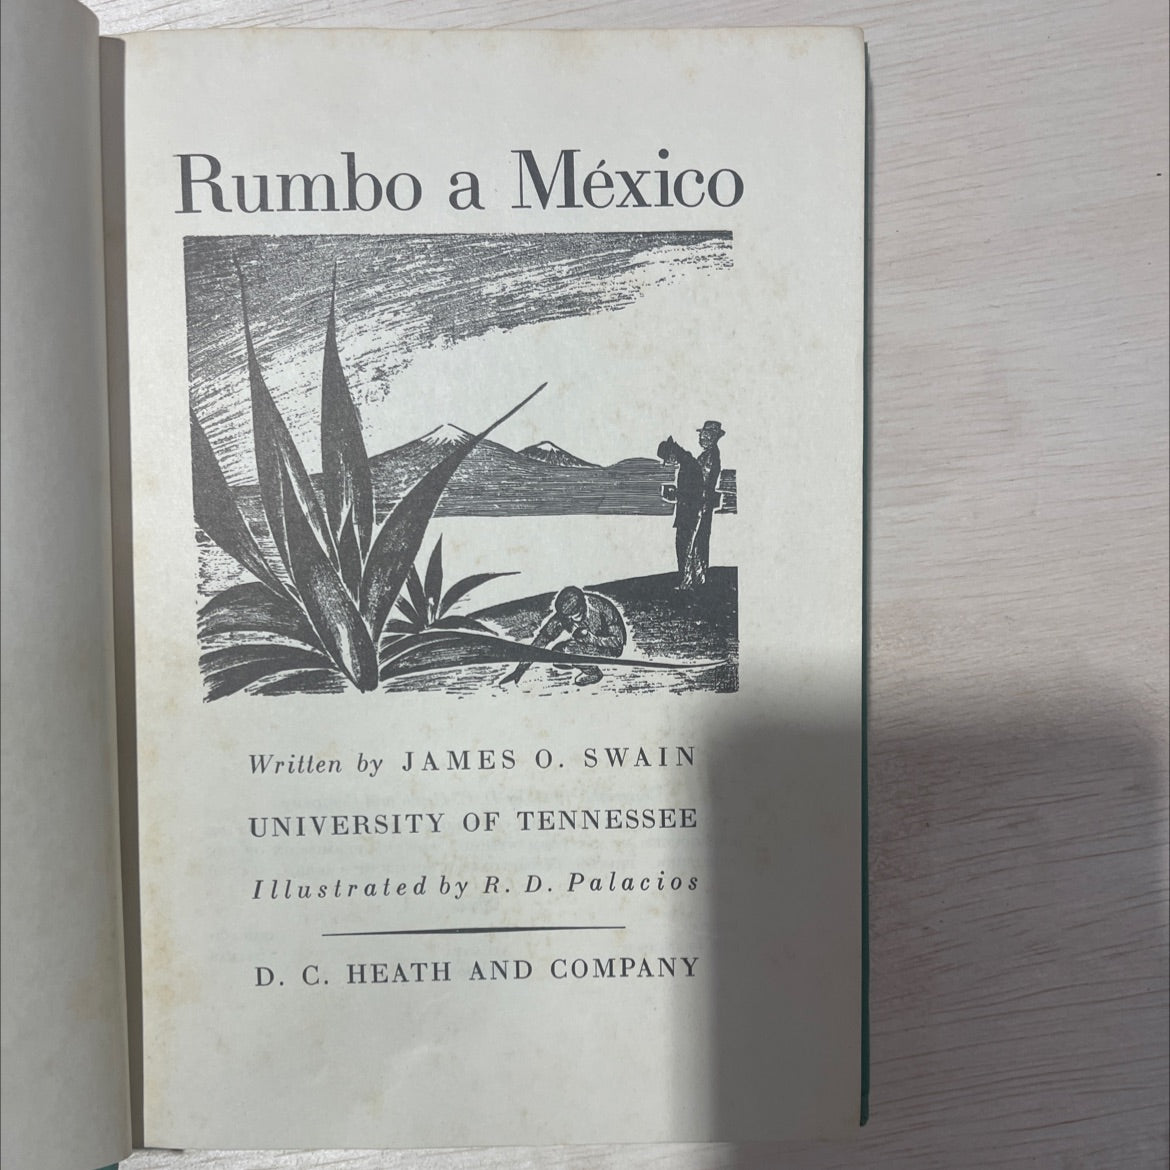 Rumbo a México
Written by JAMES O. SWAIN
UNIVERSITY OF TENNESSEE
Illustrated by R. D. Palacios
D. C. HEATH AND COMPANY